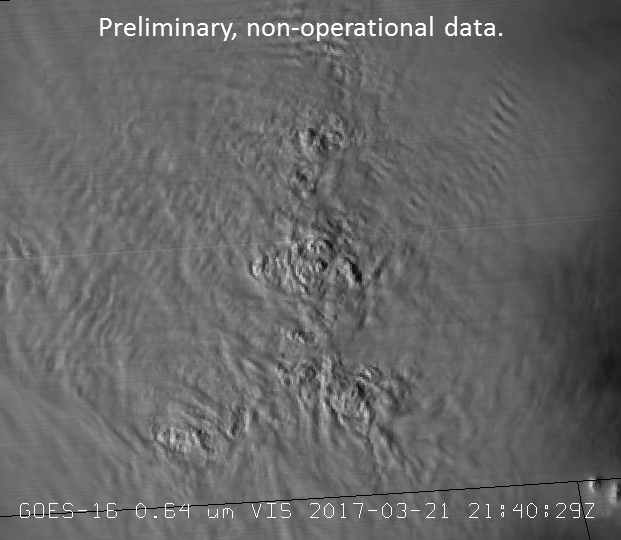 Preliminary, non-operational data.
GOES-16 0.64 um VIS 2017-03-21 21:40:29Z